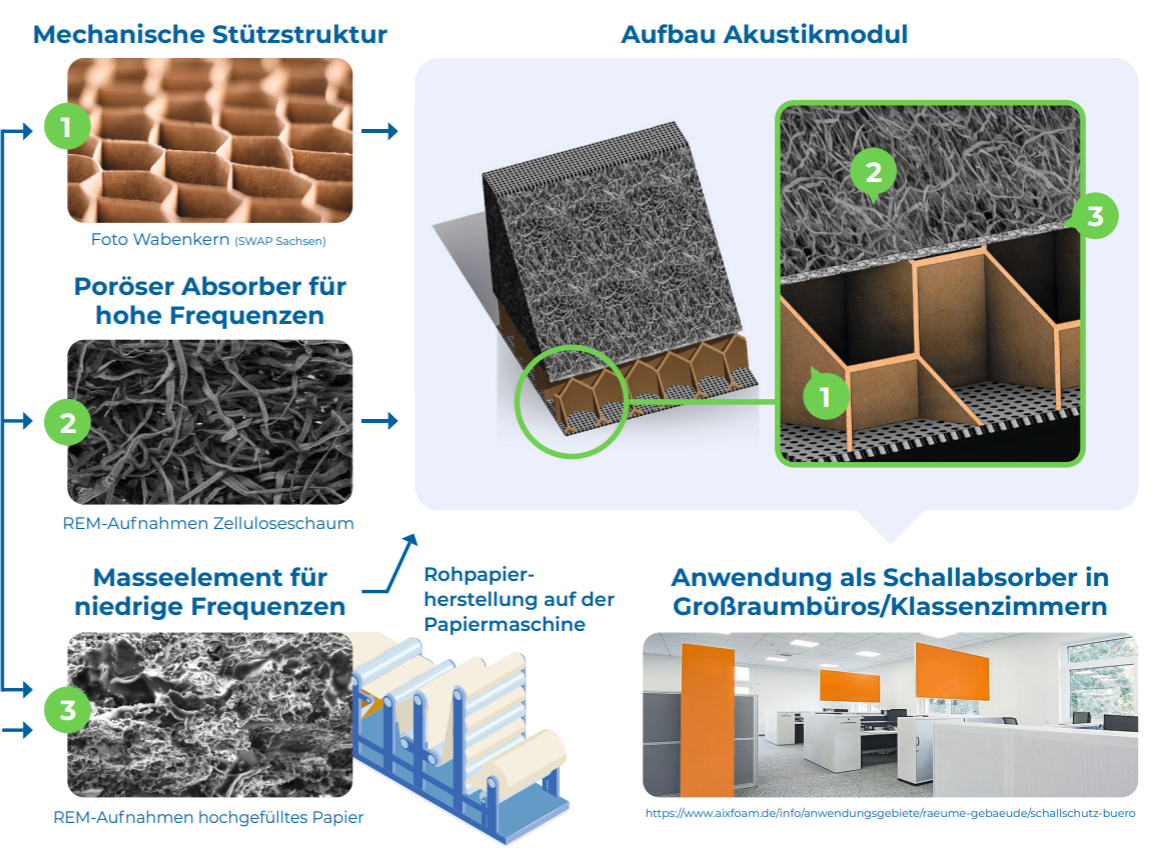 Mechanische Stützstruktur
1
Foto Wabenkern (SWAP Sachsen)
Poröser Absorber für
hohe Frequenzen
2
REM-Aufnahmen Zelluloseschaum
Masseelement für
niedrige Frequenzen
3
REM-Aufnahmen hochgefülltes Papier
Rohpapier-
herstellung auf der
Papiermaschine
Aufbau Akustikmodul
2
3
1
Anwendung als Schallabsorber in
Großraumbüros/Klassenzimmern
https://www.aixfoam.de/info/anwendungsgebiete/raeume-gebaeude/schallschutz-buero